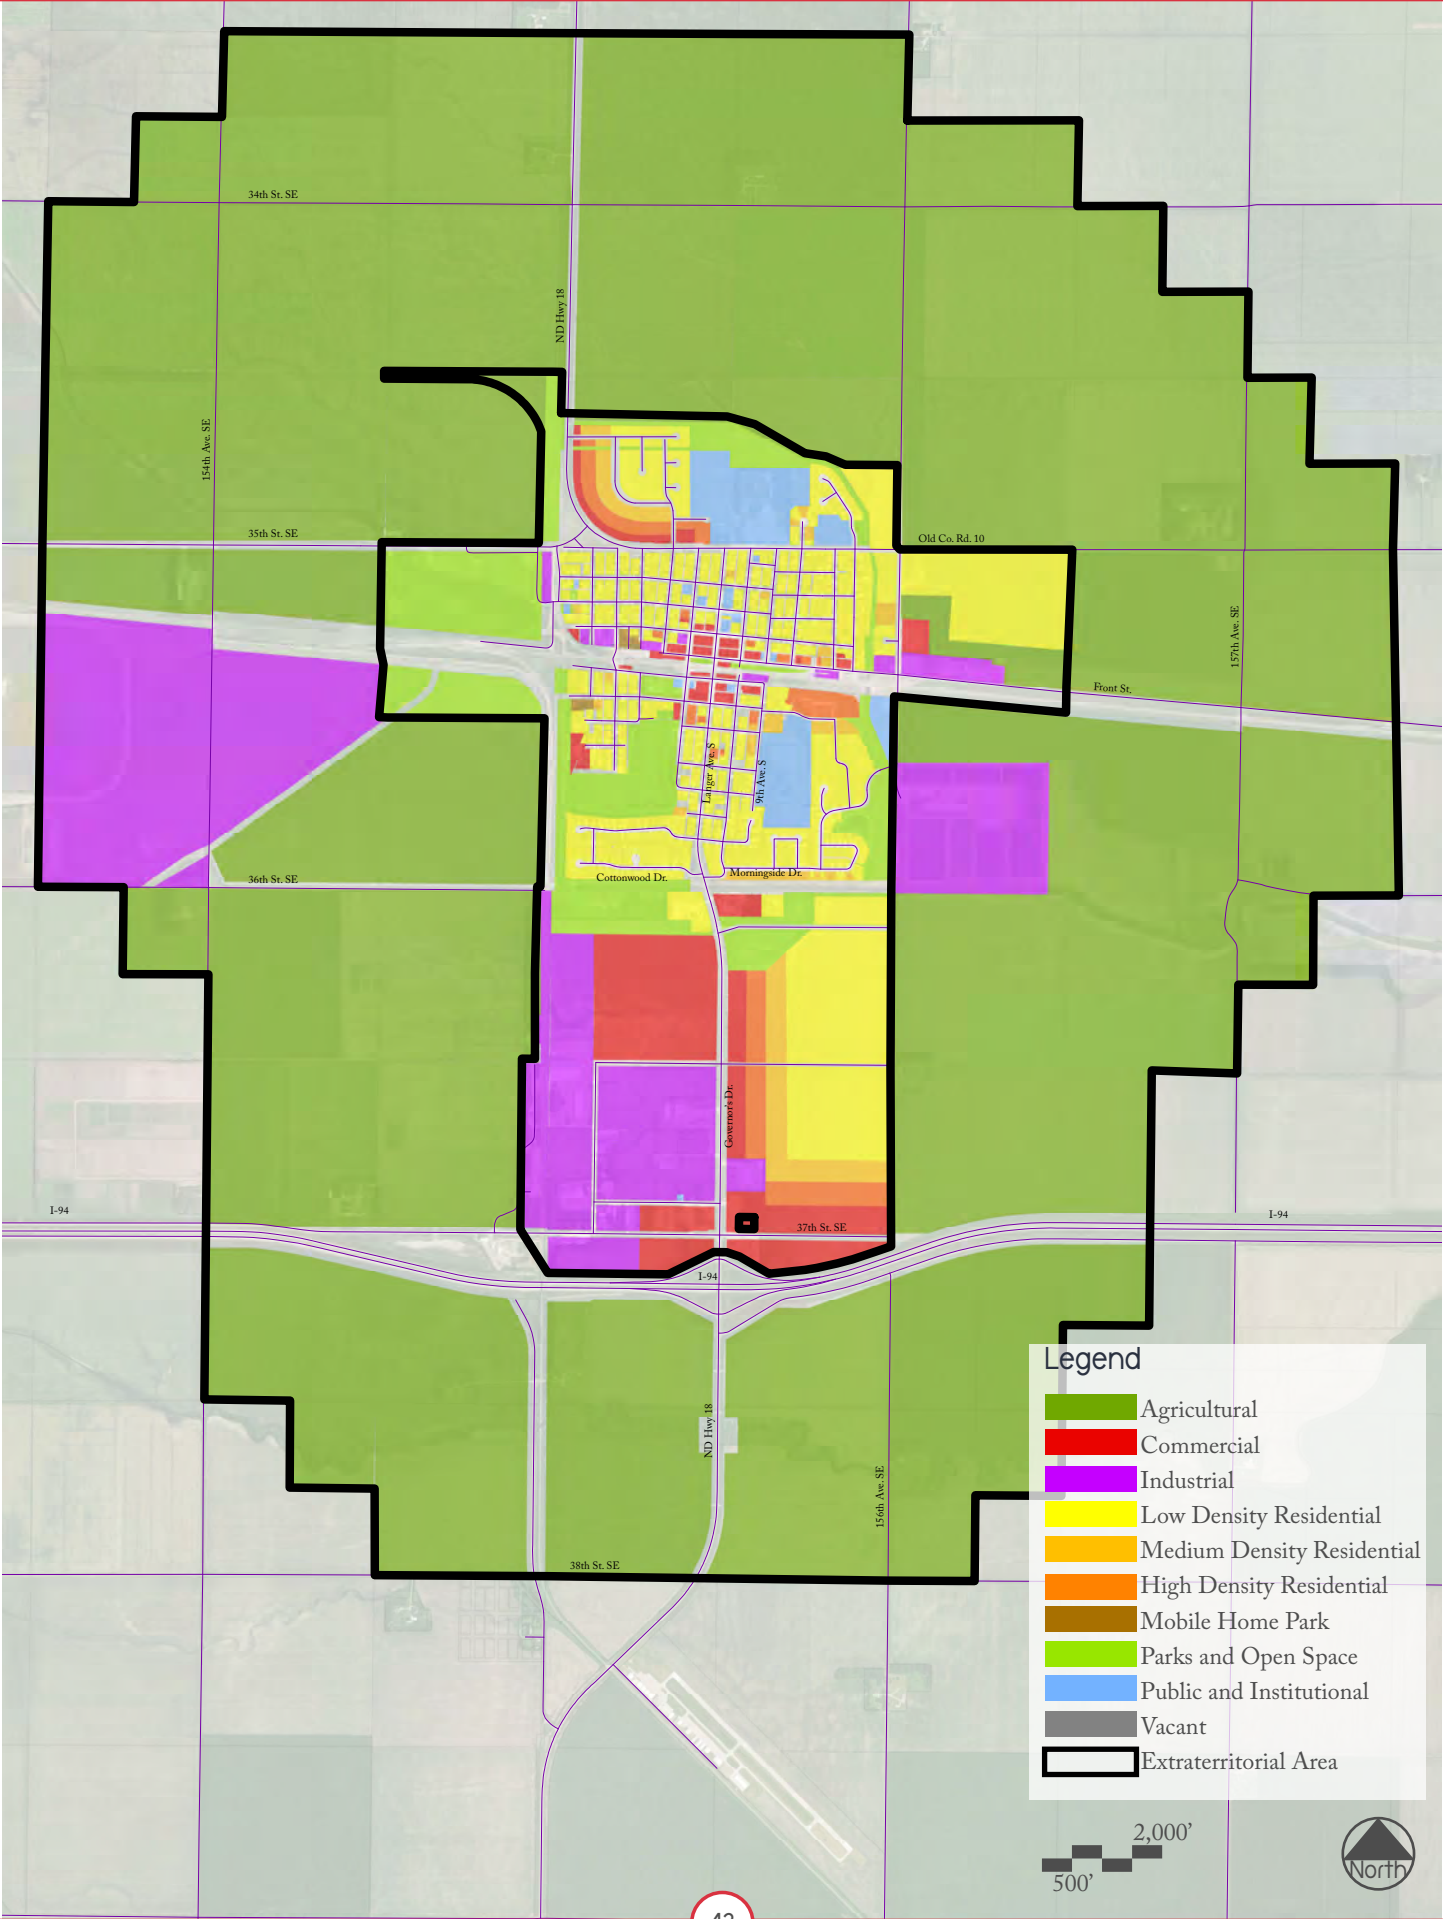 34th St. SE
ND Hwy 18
154th Ave. SE
35th St. SE
Old Co. Rd. 10
157th Ave. SE
Front St.
Langer Ave. S
9th Ave. S
36th St. SE
Cottonwood Dr.
Morningside Dr.
Governor's Dr.
I-94
37th St. SE
I-94
I-94
ND Hwy 18
156th Ave. SE
38th St. SE
Legend
Agricultural
Commercial
Industrial
Low Density Residential
Medium Density Residential
High Density Residential
Mobile Home Park
Parks and Open Space
Public and Institutional
Vacant
Extraterritorial Area
2,000'
500'
North